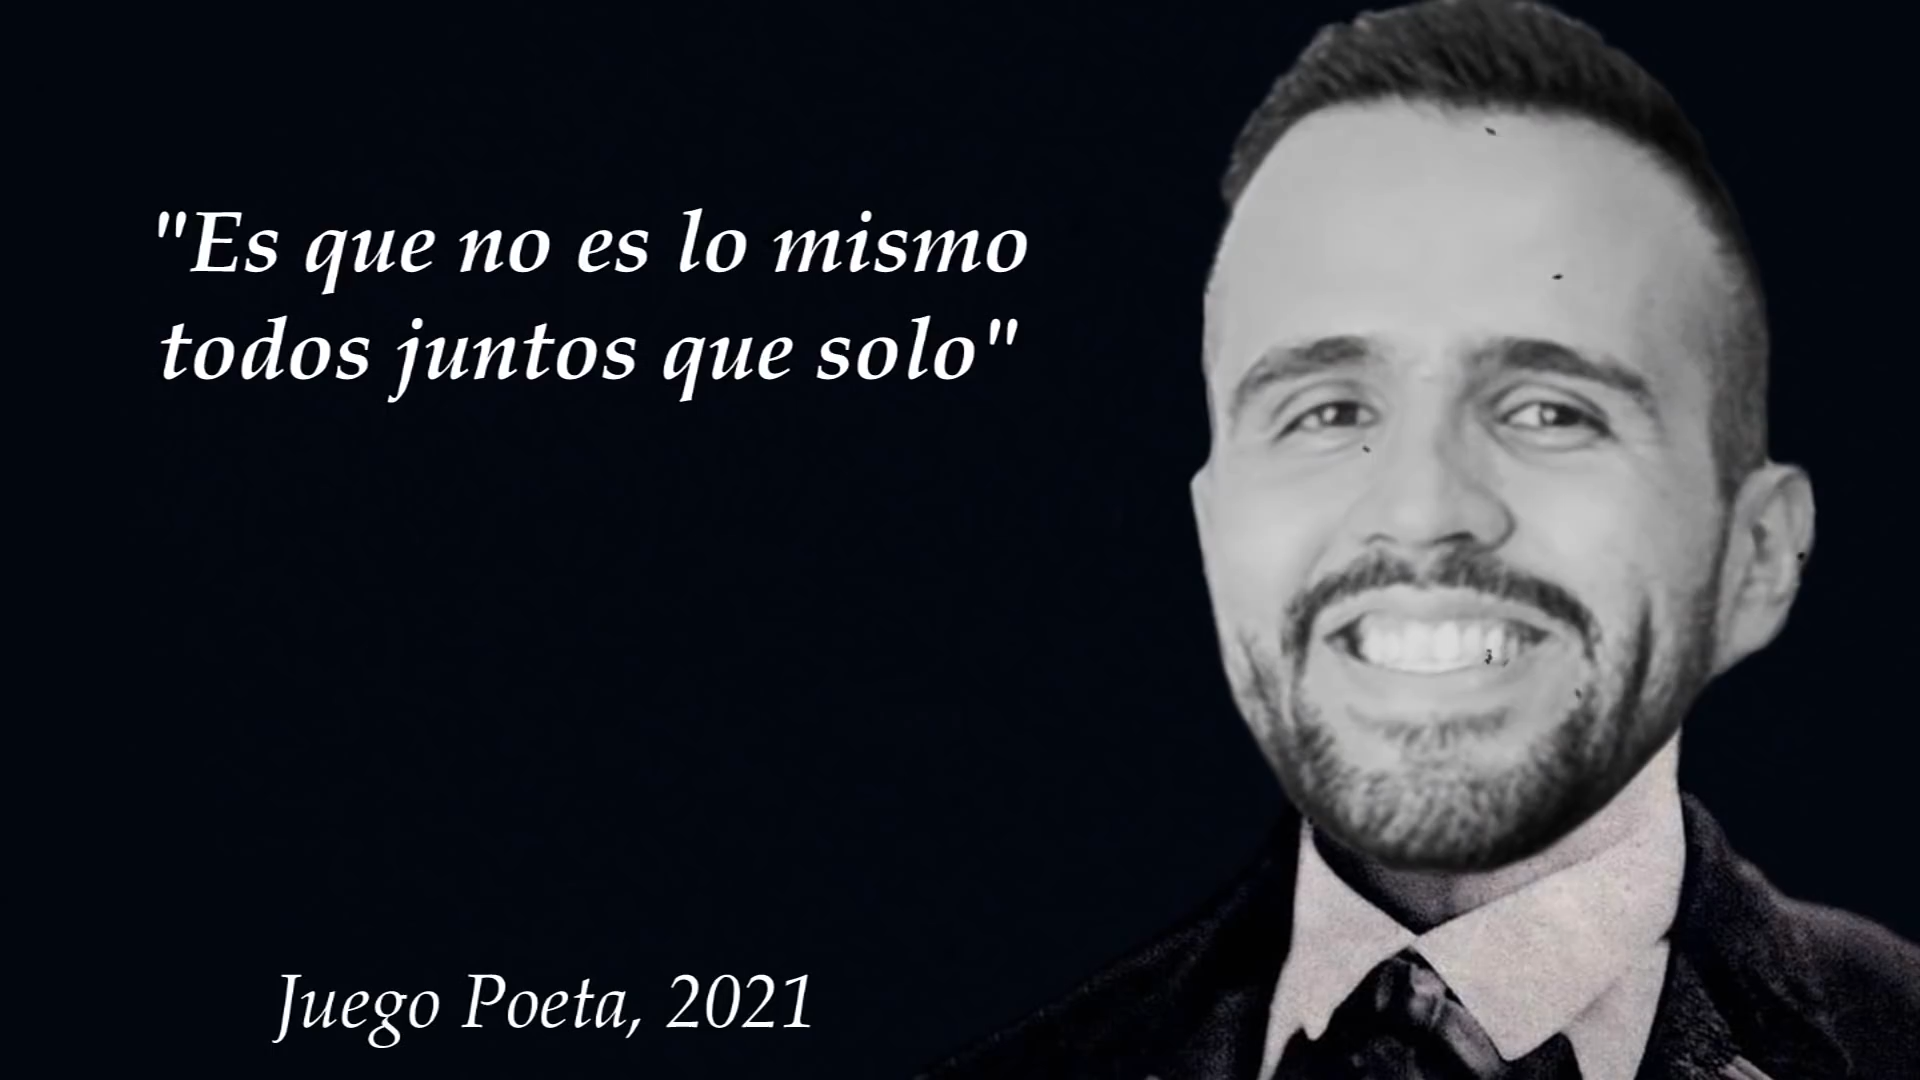 "Es que no es lo mismo
todos juntos que solo"
Juego Poeta, 2021